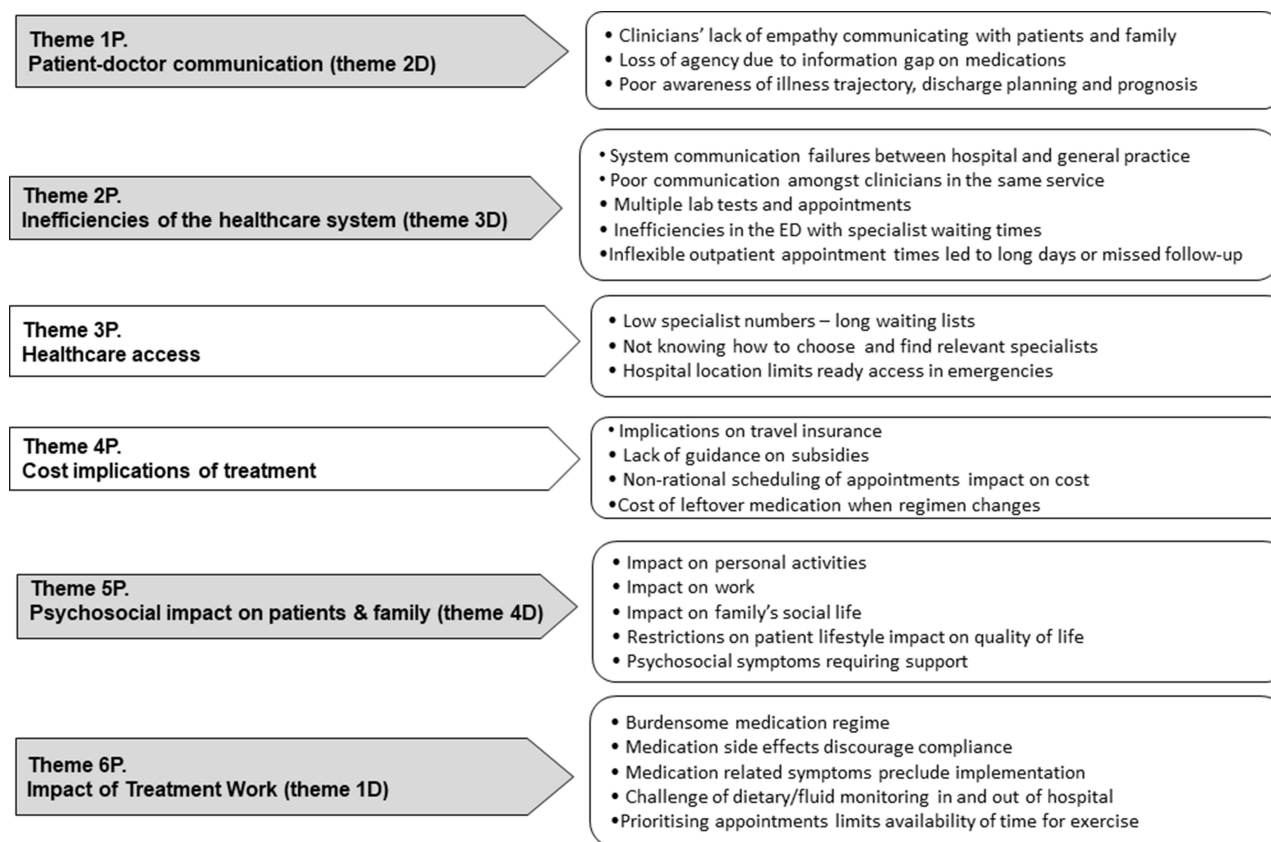 Theme 1P.
Patient-doctor communication (theme 2D)
• Clinicians' lack of empathy communicating with patients and family
• Loss of agency due to information gap on medications
• Poor awareness of illness trajectory, discharge planning and prognosis
Theme 2P.
Inefficiencies of the healthcare system (theme 3D)
• System communication failures between hospital and general practice
• Poor communication amongst clinicians in the same service
• Multiple lab tests and appointments
• Inefficiencies in the ED with specialist waiting times
•Inflexible outpatient appointment times led to long days or missed follow-up
Theme 3P.
Healthcare access
• Low specialist numbers – long waiting lists
• Not knowing how to choose and find relevant specialists
• Hospital location limits ready access in emergencies
Theme 4P.
Cost implications of treatment
• Implications on travel insurance
• Lack of guidance on subsidies
• Non-rational scheduling of appointments impact on cost
•Cost of leftover medication when regimen changes
Theme 5P.
Psychosocial impact on patients & family (theme 4D)
• Impact on personal activities
• Impact on work
• Impact on family's social life
• Restrictions on patient lifestyle impact on quality of life
• Psychosocial symptoms requiring support
Theme 6P.
Impact of Treatment Work (theme 1D)
• Burdensome medication regime
• Medication side effects discourage compliance
• Medication related symptoms preclude implementation
• Challenge of dietary/fluid monitoring in and out of hospital
•Prioritising appointments limits availability of time for exercise